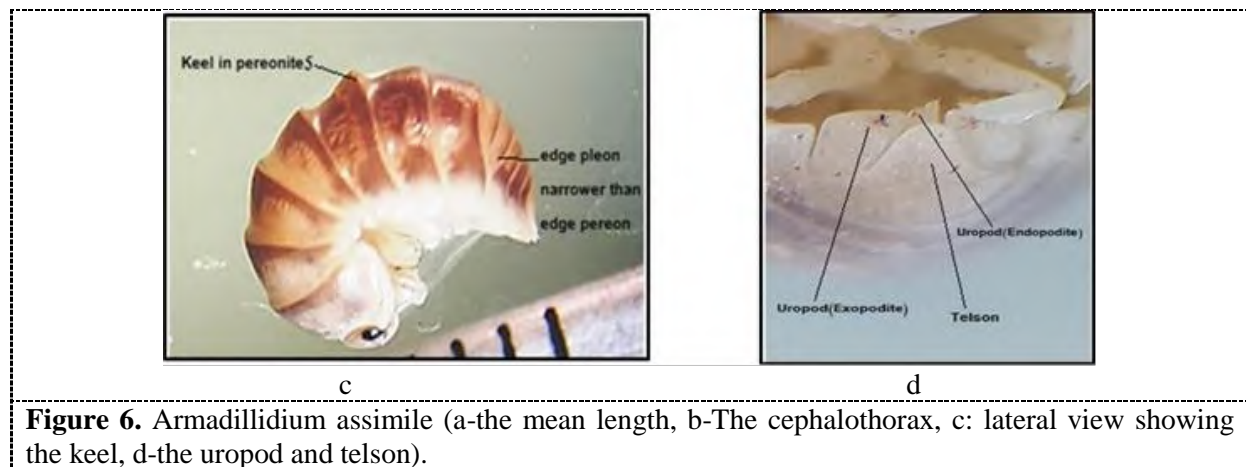 Keel in pereonite5
edge pleon
narrower than
edge pereon
Uropod(Endopodite)
Uropod(Exopodite)
Telson
c
d
Figure 6. Armadillidium assimile (a-the mean length, b-The cephalothorax, c: lateral view showing
the keel, d-the uropod and telson).